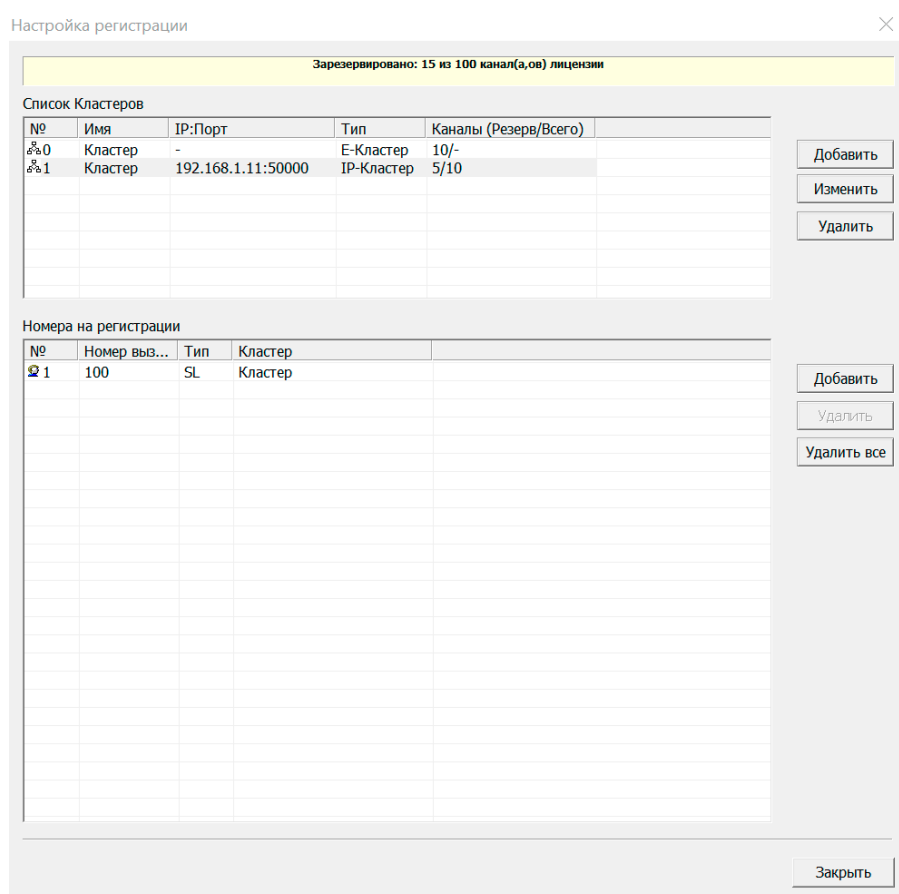 Настройка регистрации
Зарезервировано: 15 из 100 канал(а,ов) лицензии
Список Кластеров
№ Имя IP:Порт Тип Каналы (Резерв/Всего)
0 Кластер - E-Кластер 10/-
1 Кластер 192.168.1.11:50000 IP-Кластер 5/10
Добавить
Изменить
Удалить
Номера на регистрации
№ Номер выз... Тип Кластер
1 100 SL Кластер
Добавить
Удалить
Удалить все
Закрыть